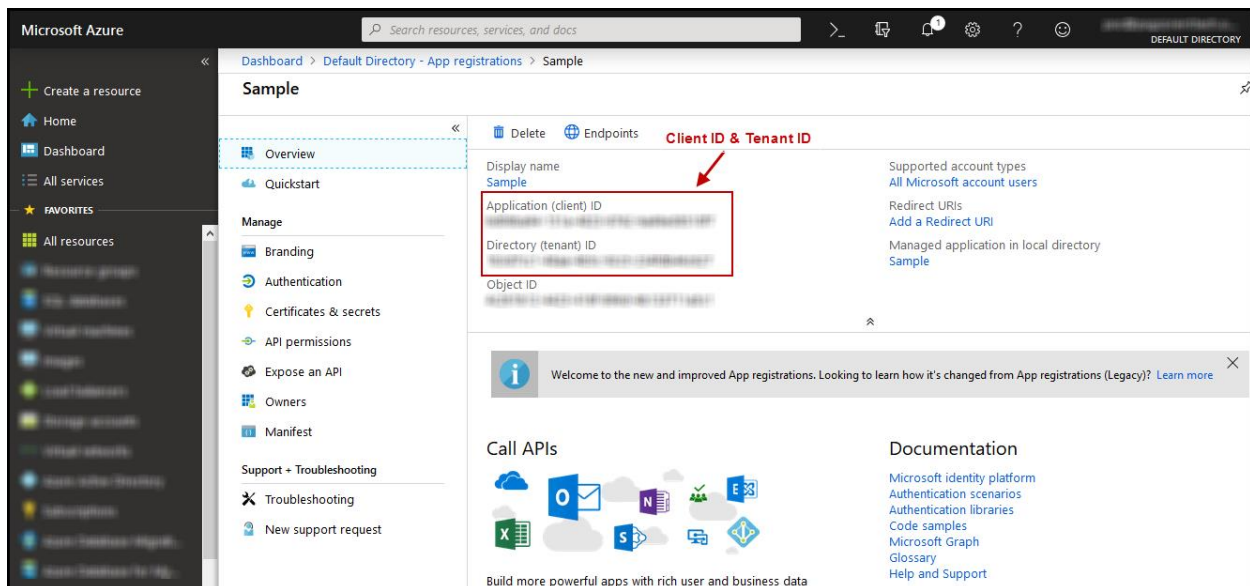 Microsoft Azure
Search resources, services, and docs
>_
1
?
DEFAULT DIRECTORY
«
Dashboard > Default Directory - App registrations > Sample
Sample
Create a resource
Home
Dashboard
All services
FAVORITES
All resources
«
Overview
Quickstart
Manage
Branding
Authentication
Certificates & secrets
API permissions
Expose an API
Owners
Manifest
Support + Troubleshooting
Troubleshooting
New support request
Delete
Endpoints
Client ID & Tenant ID
Display name
Sample
Application (client) ID
Directory (tenant) ID
Object ID
Supported account types
All Microsoft account users
Redirect URIs
Add a Redirect URI
Managed application in local directory
Sample
Welcome to the new and improved App registrations. Looking to learn how it's changed from App registrations (Legacy)? Learn more
Call APIs
Build more powerful apps with rich user and business data
Documentation
Microsoft identity platform
Authentication scenarios
Authentication libraries
Code samples
Microsoft Graph
Glossary
Help and Support